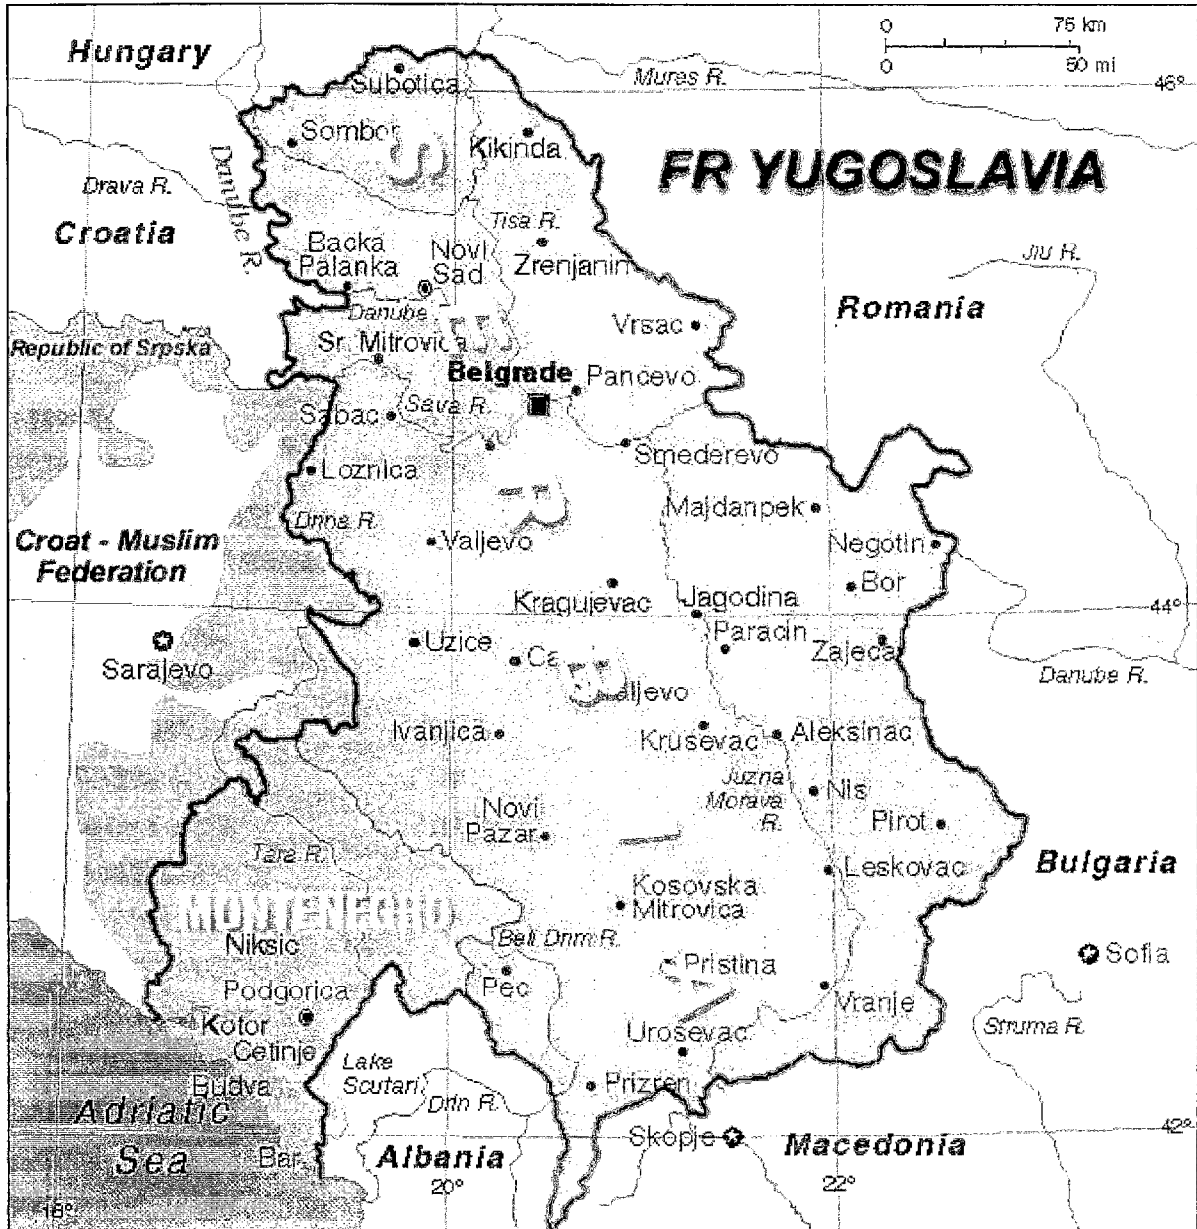 0 75 km
0 50 mi
Hungary
Subotica
Mures R.
46°
Sombor
Kikinda
FR YUGOSLAVIA
Danube R.
Drava R.
Croatia
Tisa R.
Jiu R.
Backa
Palanka
Novi
Sad
Zrenjanin
Danube
Romania
Vrsac
Republic of Srpska
Sr. Mitrovica
Belgrade
Pancevo
Sabac
Sava R.
Smederevo
Loznica
Majdanpek
Drina R.
Croat - Muslim
Federation
Valjevo
Negotin
Bor
Kragujevac
Jagodina
44°
Paracin
Sarajevo
Uzice
Ca
Zajeca
Danube R.
aljevo
Ivanjica
Krusevac
Aleksinac
Juzna
Morava
R.
Nis
Novi
Pazar
Pirot
Tara R.
Leskovac
Bulgaria
Kosovska
Mitrovica
MONTENEGRO
Niksic
Beli Drim R.
Pec
Pristina
Sofia
Podgorica
Vranje
Kotor
Cetinje
Urosevac
Struma R.
Lake
Scutari
Budva
Prizren
Drin R.
Adriatic
Sea
Skopje
Macedonia
42°
Bar
Albania
18°
20°
22°
SERBIA